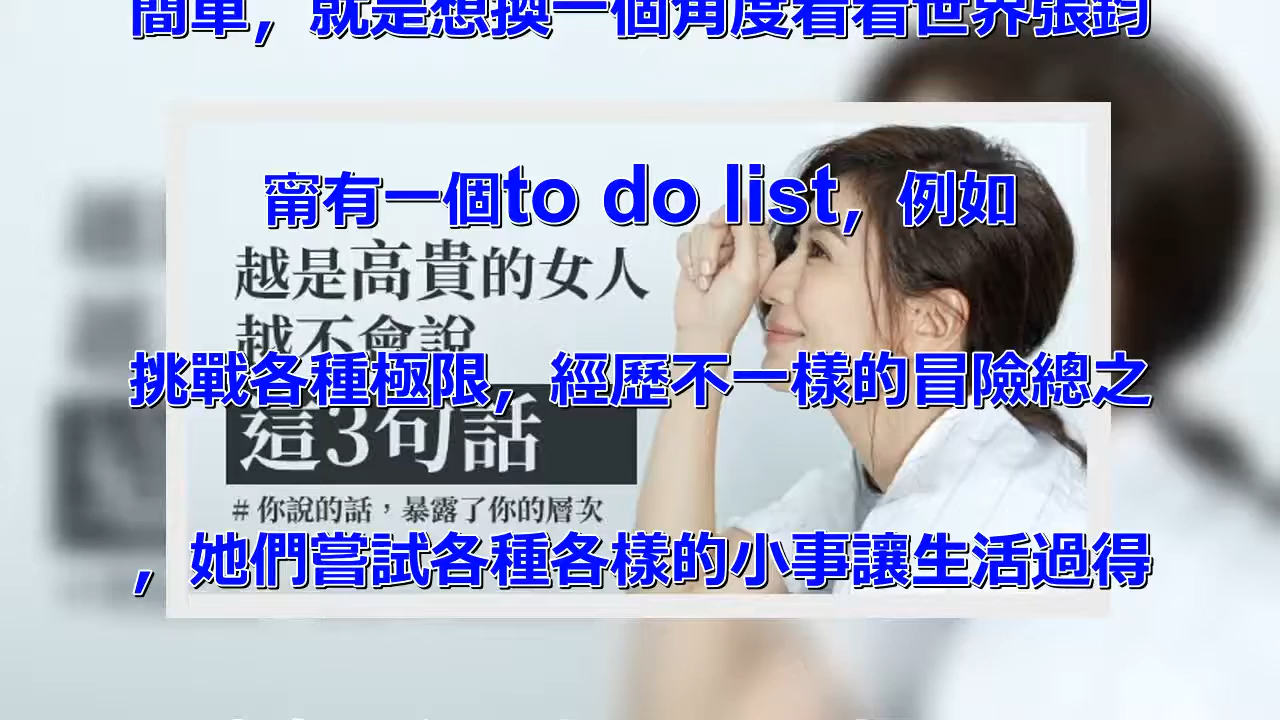 簡單，就是想換一個角度看看世界張鈞
甯有一個to do list，例如
越是高貴的女人
越不會說
挑戰各種極限，經歷不一樣的冒險總之
這3句話
#你說的話，暴露了你的層次
，她們嘗試各種各樣的小事讓生活過得